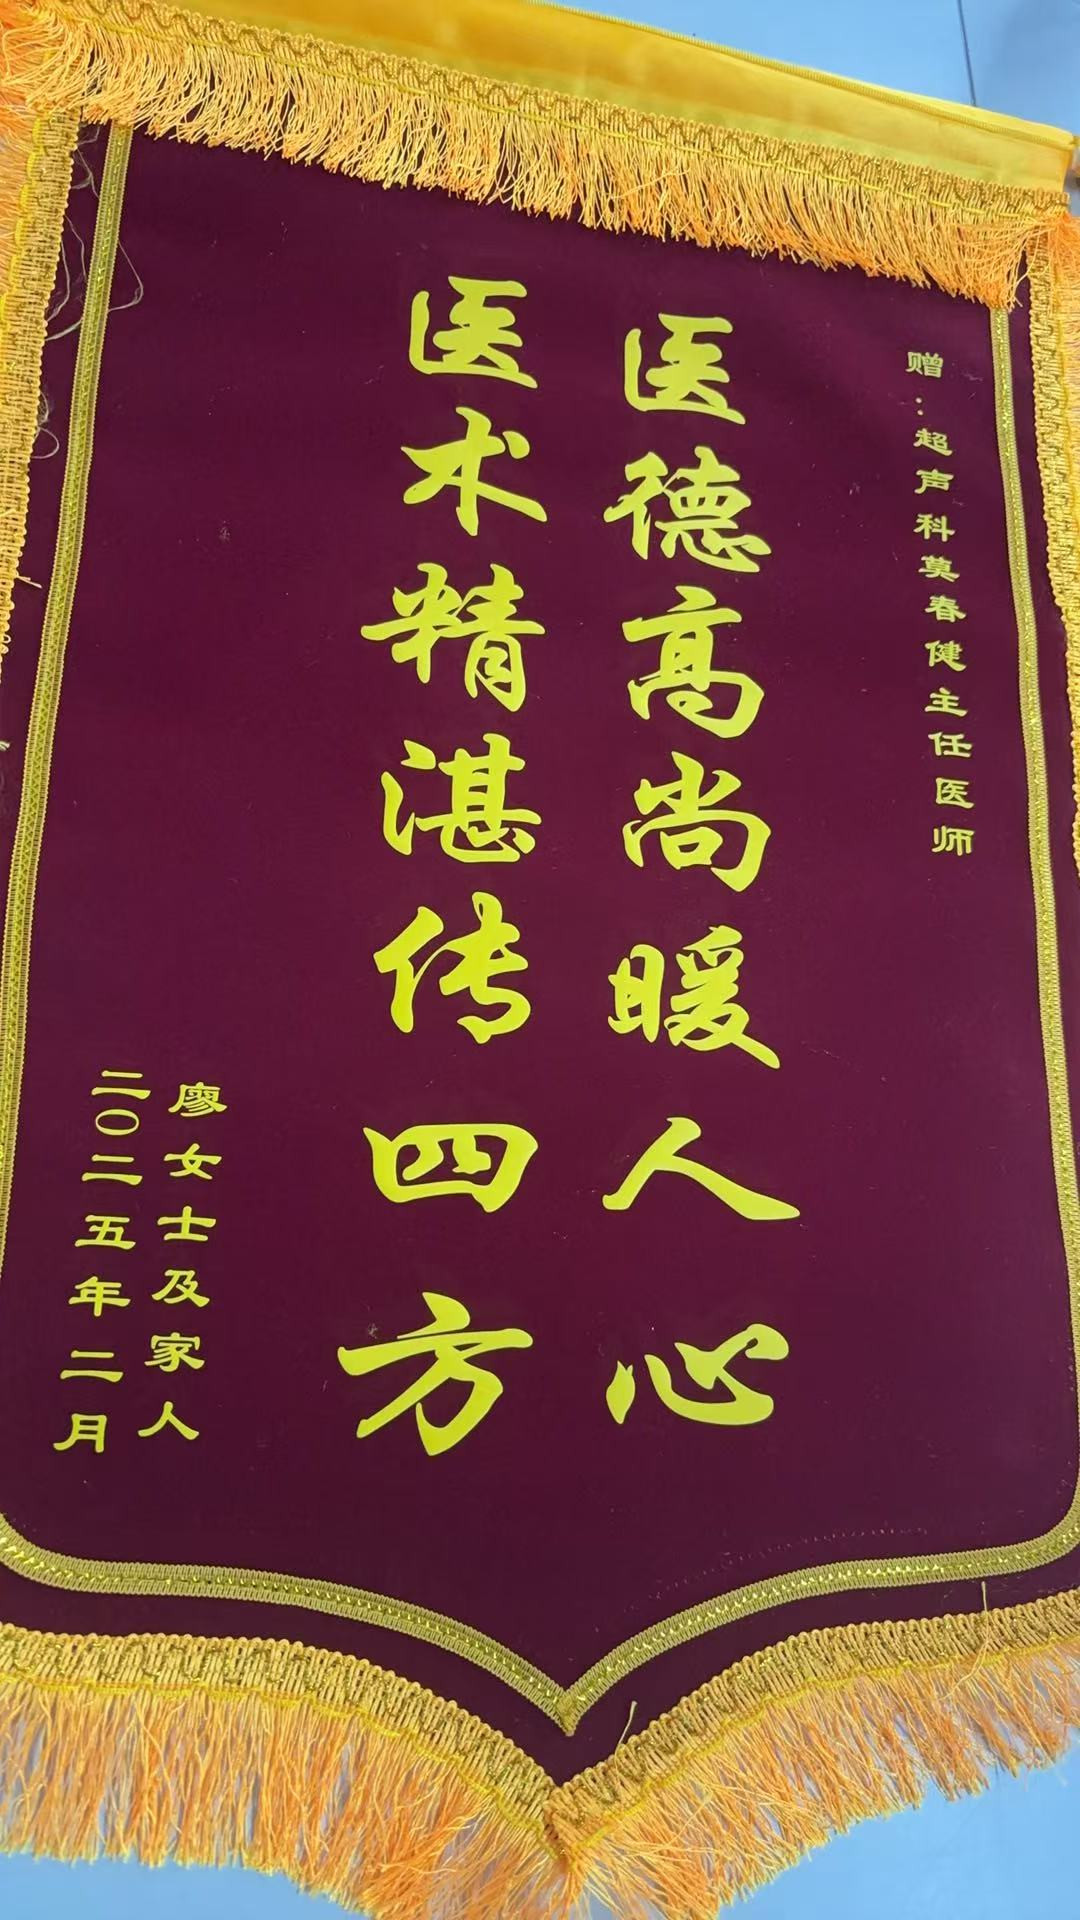 赠：超声科莫春健主任医师
医德高尚暖人心
医术精湛传四方
廖女士及家人
二〇二五年二月